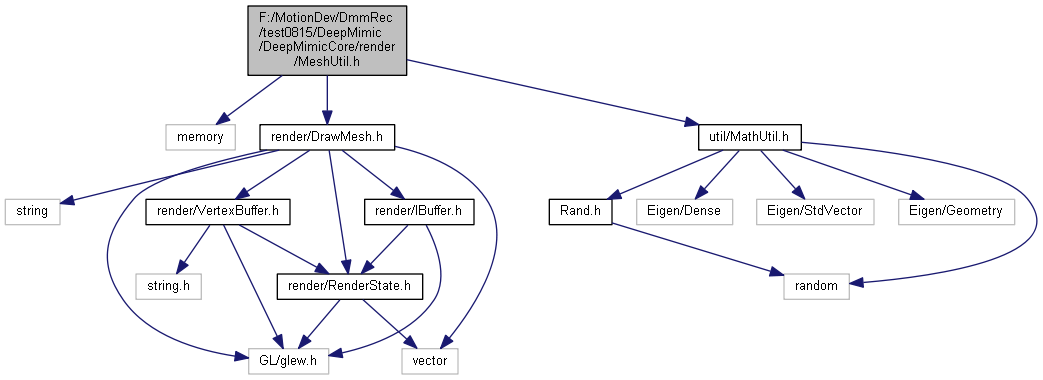 F:/MotionDev/DmmRec
/test0815/DeepMimic
/DeepMimicCore/render
/MeshUtil.h
memory
render/DrawMesh.h
util/MathUtil.h
string
render/VertexBuffer.h
render/IBuffer.h
Rand.h
Eigen/Dense
Eigen/StdVector
Eigen/Geometry
string.h
render/RenderState.h
random
GL/glew.h
vector